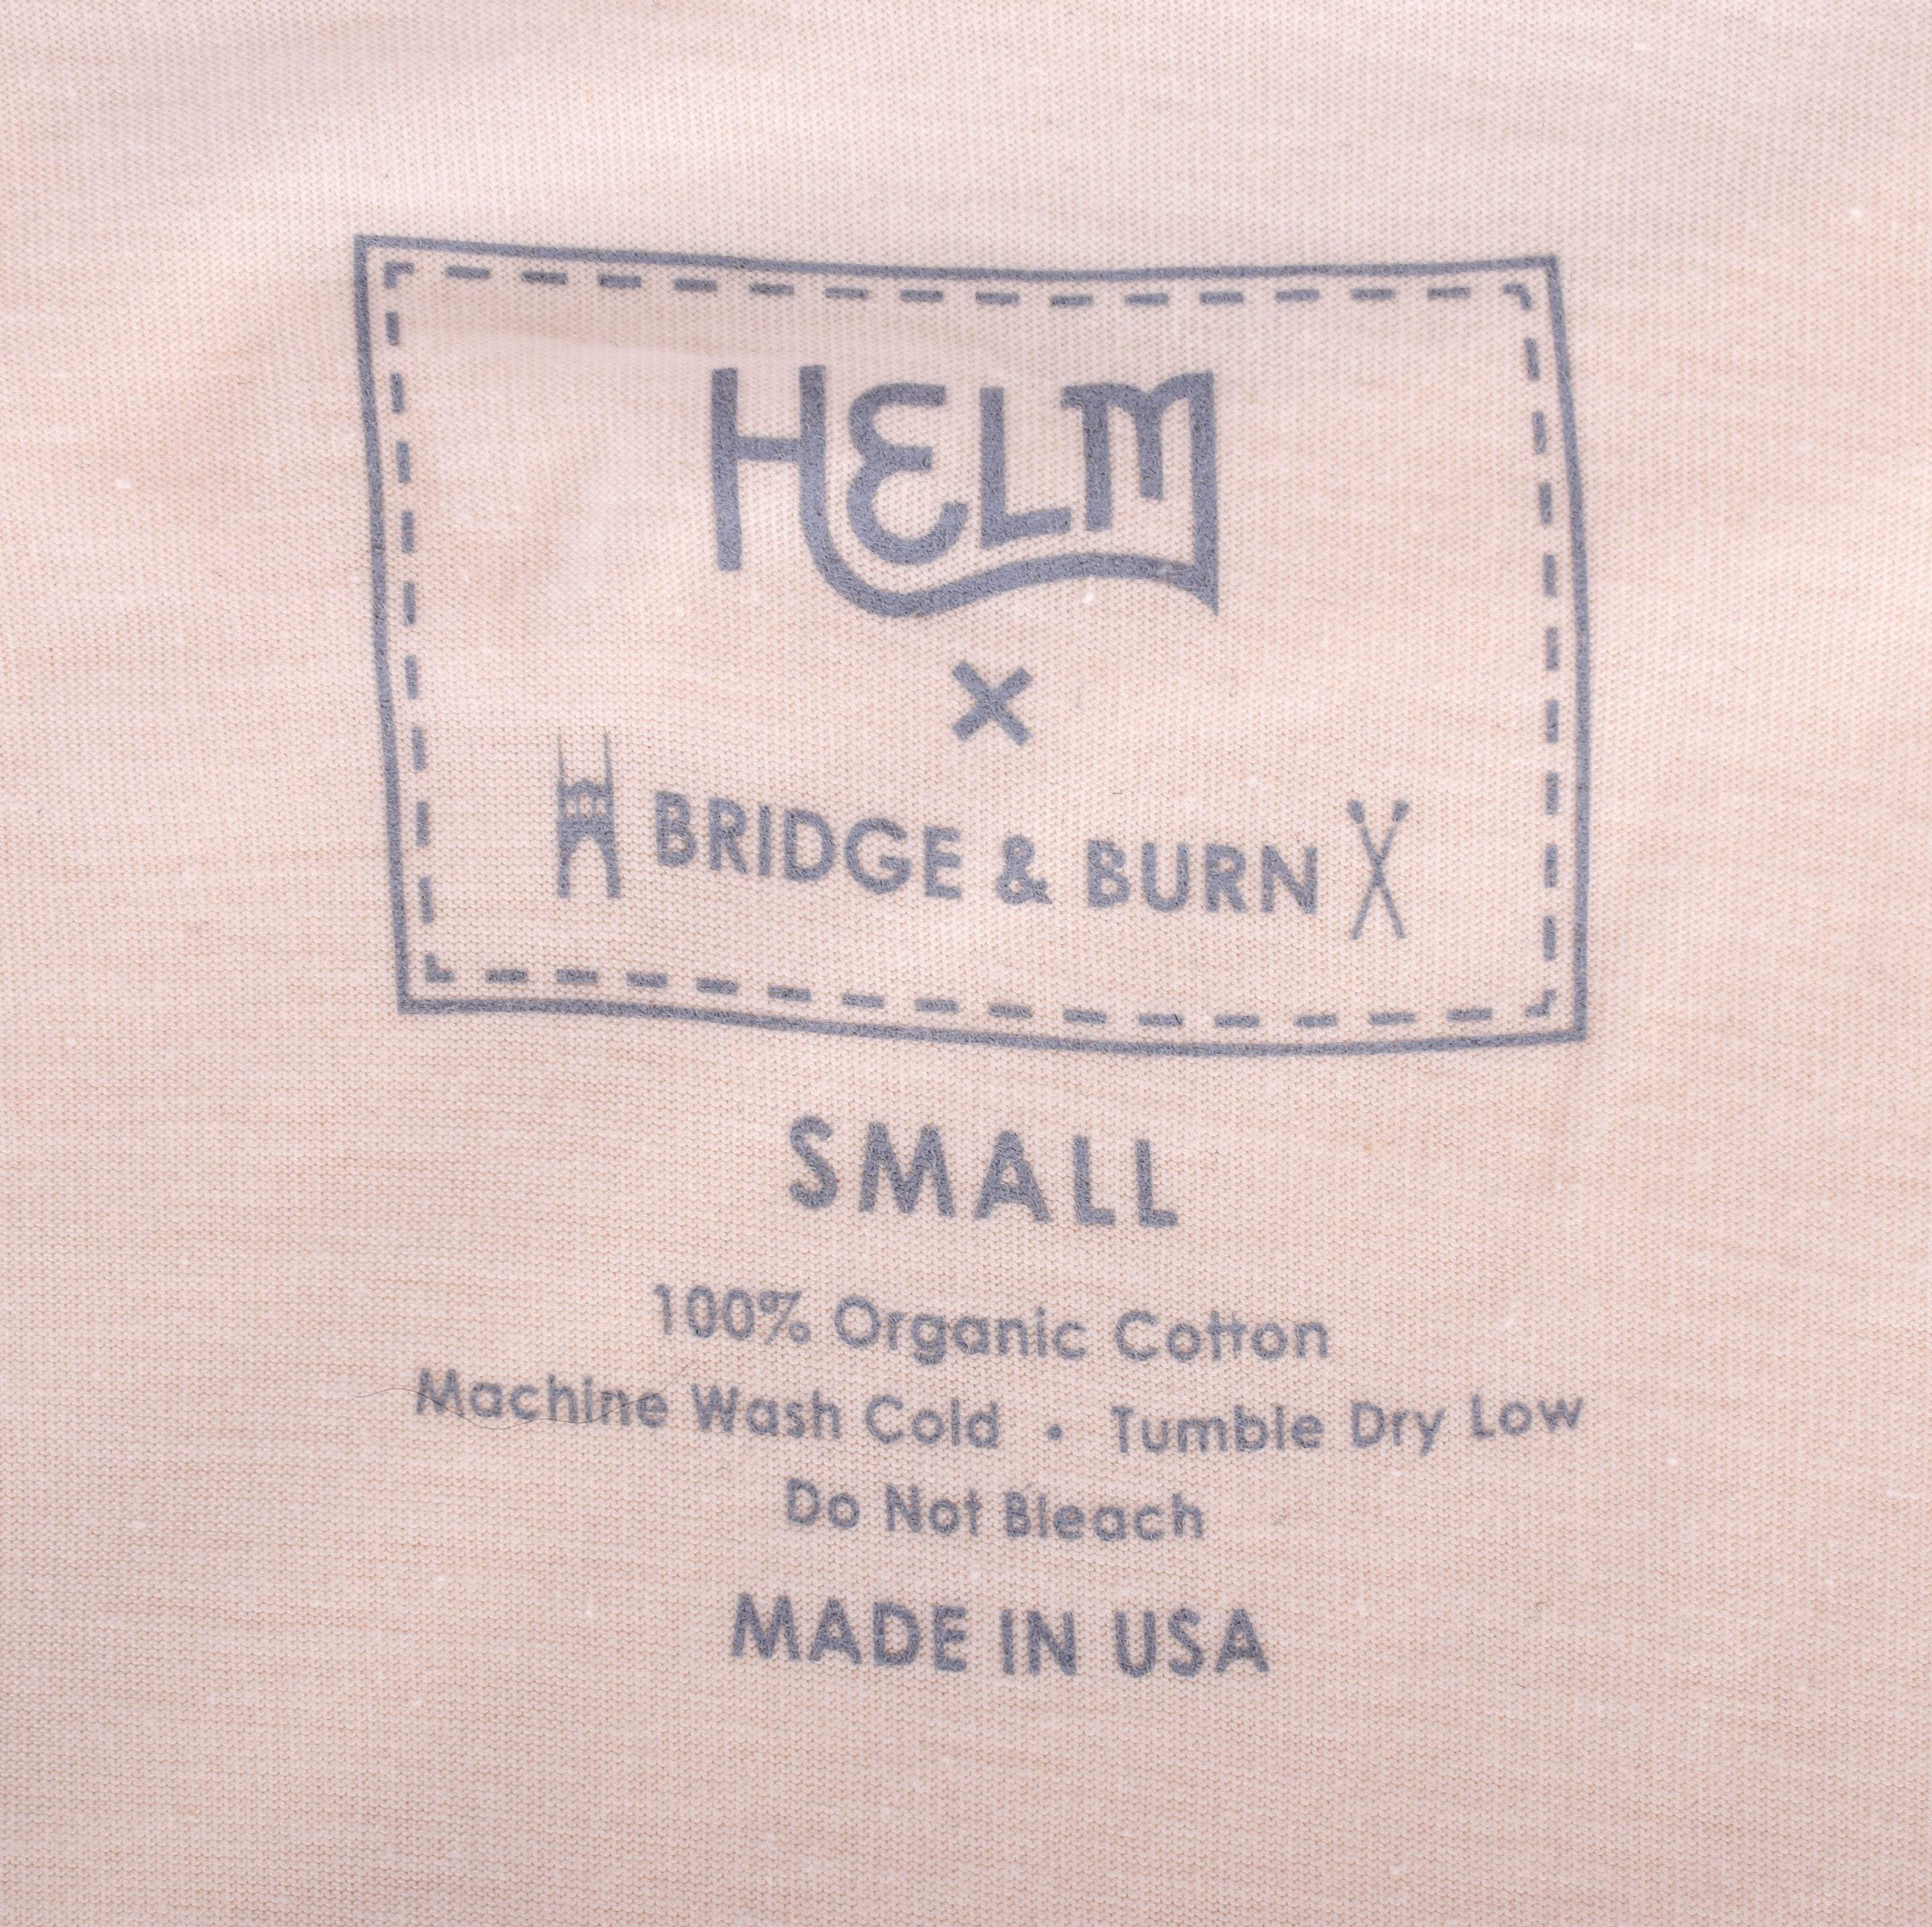 HELM
×
BRIDGE & BURN
SMALL
100% Organic Cotton
Machine Wash Cold • Tumble Dry Low
Do Not Bleach
MADE IN USA